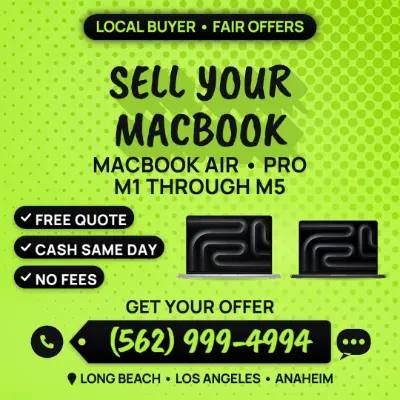 LOCAL BUYER • FAIR OFFERS
SELL YOUR
MACBOOK
MACBOOK AIR • PRO
M1 THROUGH M5
FREE QUOTE
CASH SAME DAY
NO FEES
GET YOUR OFFER
(562) 999-4994
LONG BEACH • LOS ANGELES • ANAHEIM